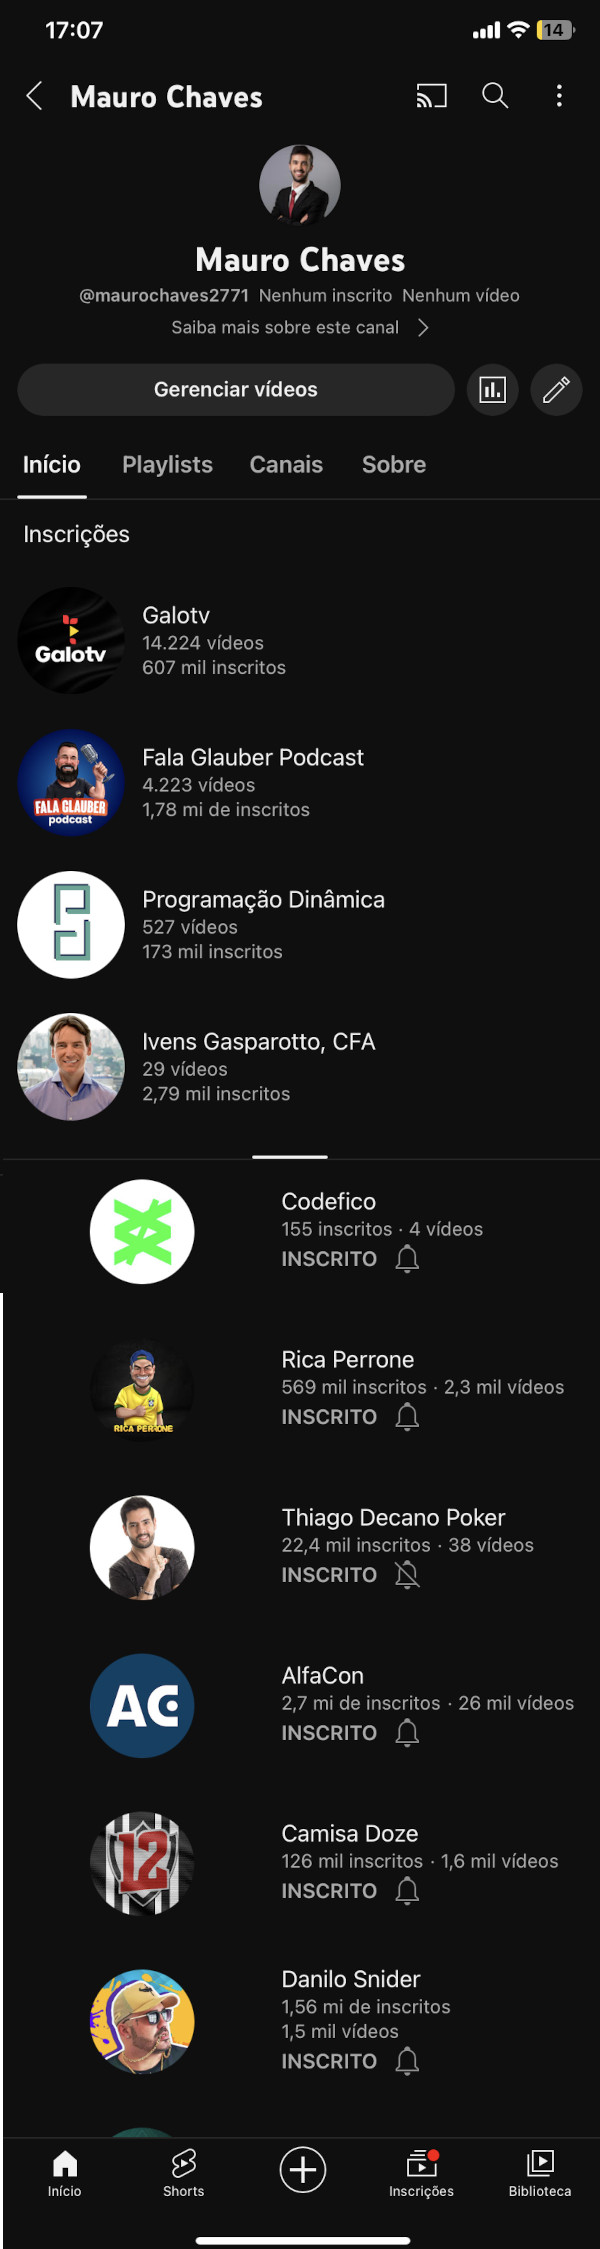 17:07
14
Mauro Chaves
Mauro Chaves
@maurochaves2771 Nenhum inscrito Nenhum vídeo
Saiba mais sobre este canal
Gerenciar vídeos
Início Playlists Canais Sobre
Inscrições
Galotv
Galotv
14.224 vídeos
607 mil inscritos
FALA GLAUBER
podcast
Fala Glauber Podcast
4.223 vídeos
1,78 mi de inscritos
Programação Dinâmica
527 vídeos
173 mil inscritos
Ivens Gasparotto, CFA
29 vídeos
2,79 mil inscritos
Codefico
155 inscritos · 4 vídeos
INSCRITO
RICA PERRONE
Rica Perrone
569 mil inscritos · 2,3 mil vídeos
INSCRITO
Thiago Decano Poker
22,4 mil inscritos · 38 vídeos
INSCRITO
AC
AlfaCon
2,7 mi de inscritos · 26 mil vídeos
INSCRITO
12
Camisa Doze
126 mil inscritos · 1,6 mil vídeos
INSCRITO
Danilo Snider
1,56 mi de inscritos
1,5 mil vídeos
INSCRITO
Início Shorts Inscrições Biblioteca